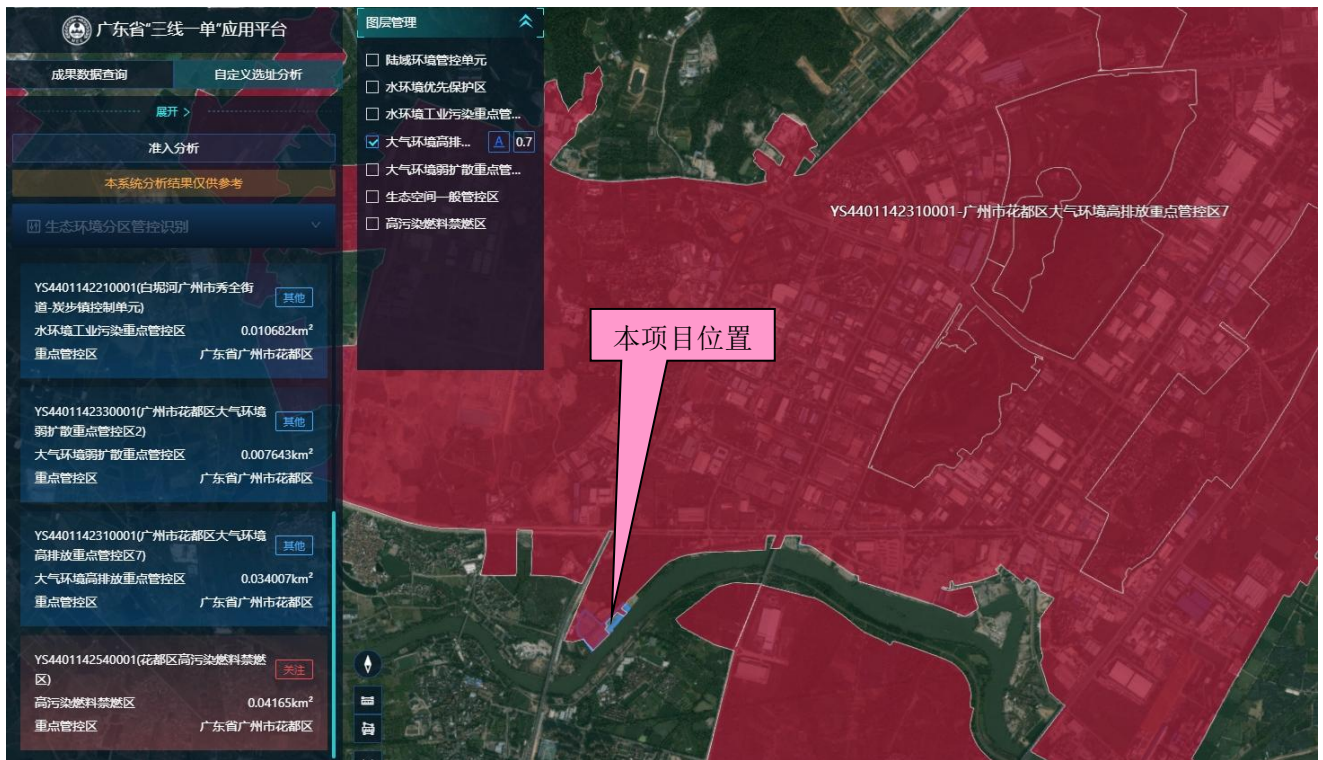 广东省“三线一单”应用平台
成果数据查询
自定义选址分析
展开 >
准入分析
本系统分析结果仅供参考
生态环境分区管控识别
YS4401142210001(白坭河广州市秀全街
道-炭步镇控制单元)
其他
水环境工业污染重点管控区 0.010682km²
重点管控区 广东省广州市花都区
YS4401142330001(广州市花都区大气环境
弱扩散重点管控区2)
其他
大气环境弱扩散重点管控区 0.007643km²
重点管控区 广东省广州市花都区
YS4401142310001(广州市花都区大气环境
高排放重点管控区7)
其他
大气环境高排放重点管控区 0.034007km²
重点管控区 广东省广州市花都区
YS4401142540001(花都区高污染燃料禁燃
区)
关注
高污染燃料禁燃区 0.04165km²
重点管控区 广东省广州市花都区
图层管理
陆域环境管控单元
水环境优先保护区
水环境工业污染重点管...
大气环境高排... A 0.7
大气环境弱扩散重点管...
生态空间一般管控区
高污染燃料禁燃区
YS4401142310001-广州市花都区大气环境高排放重点管控区7
本项目位置